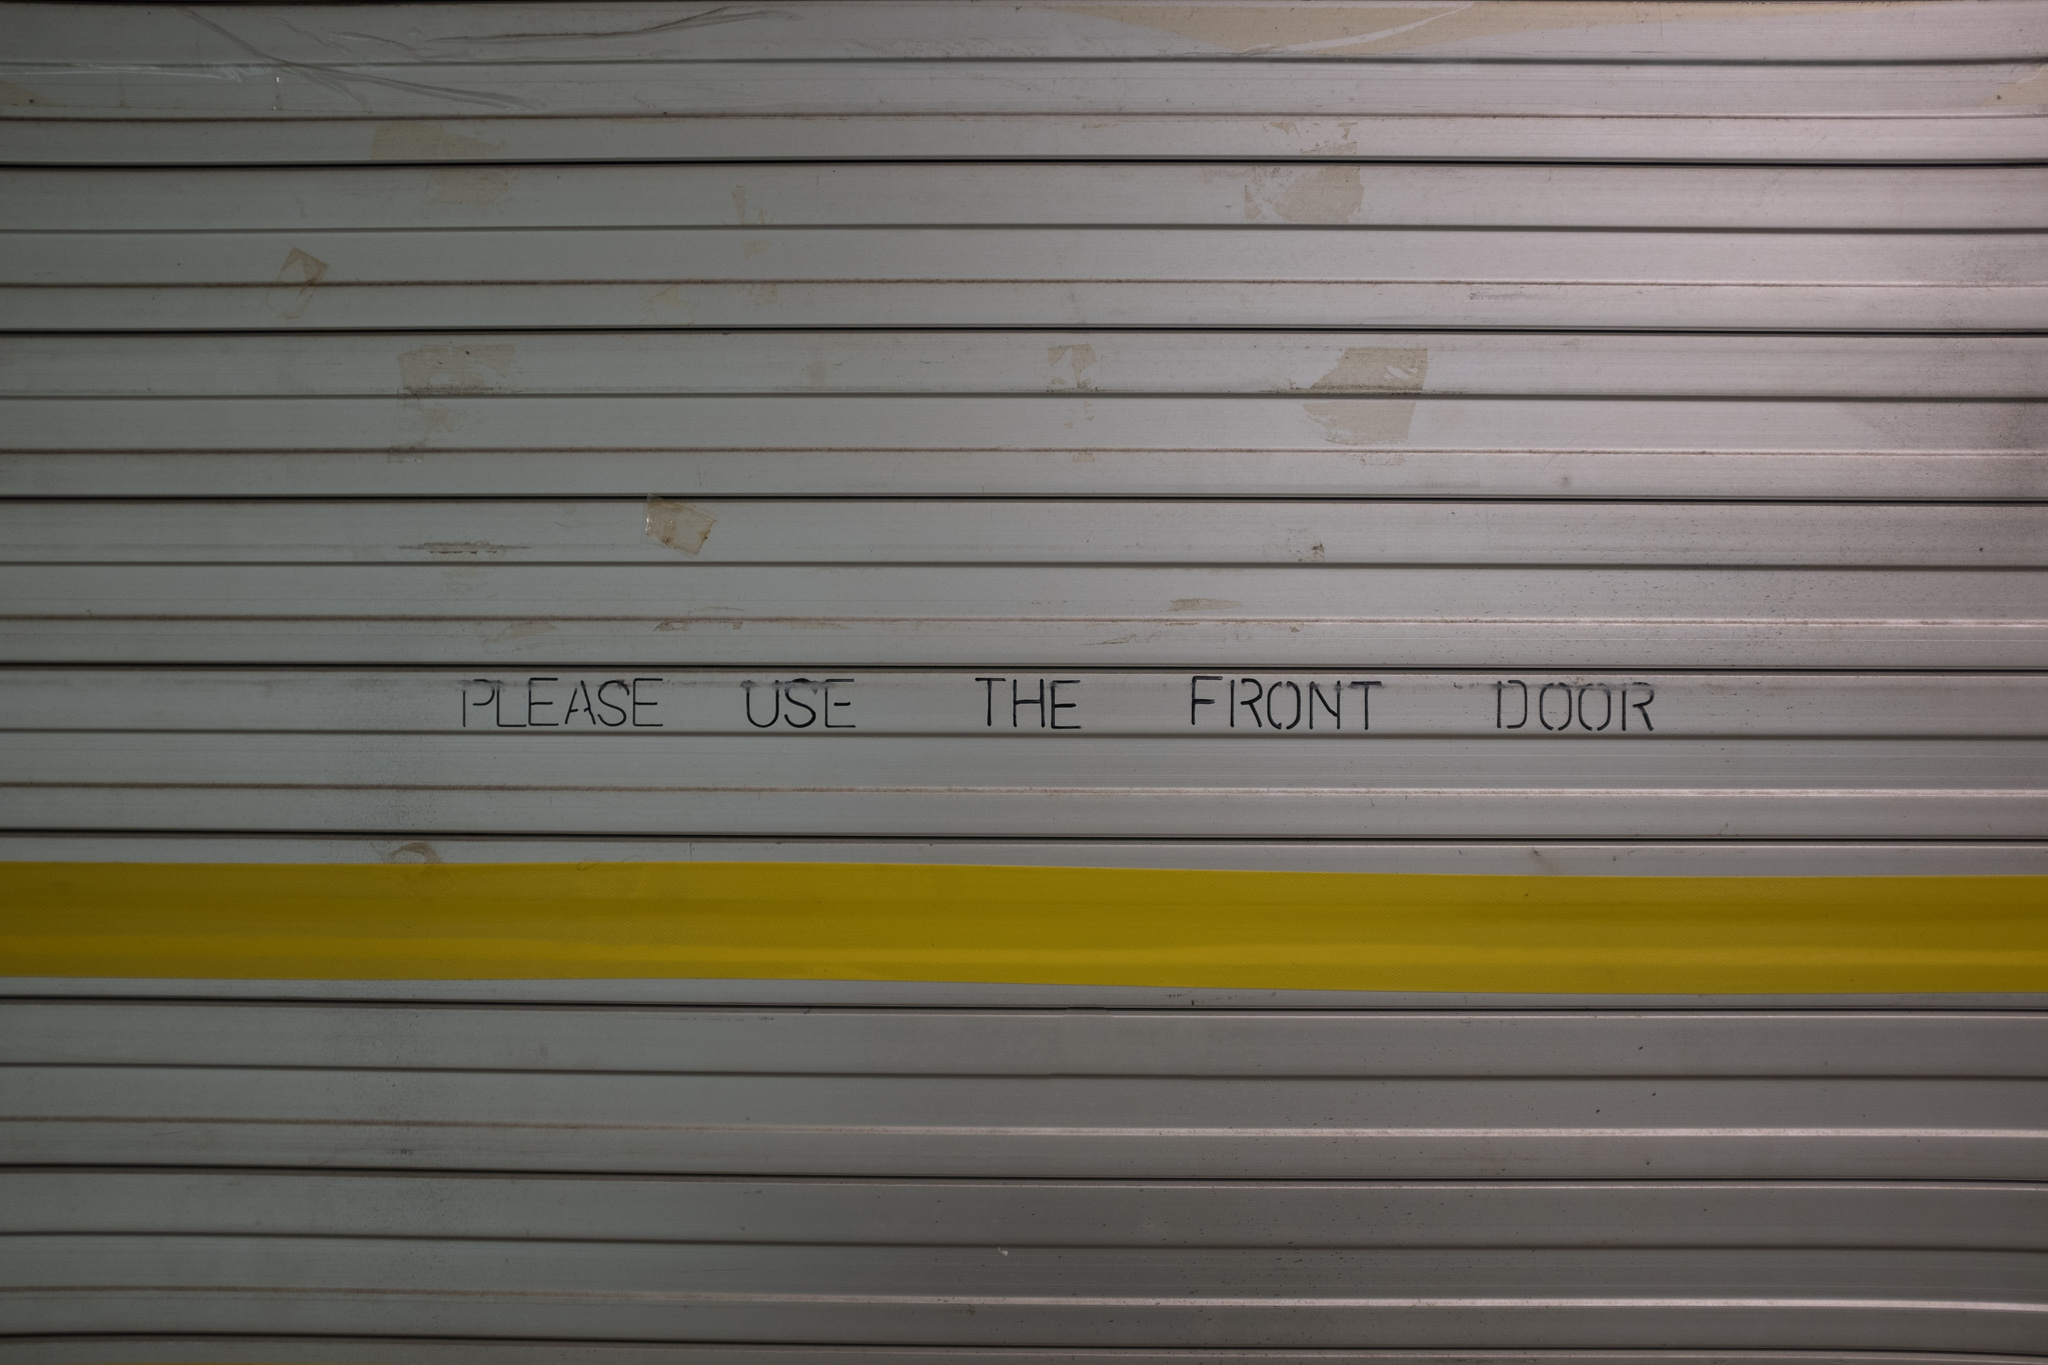 PLEASE USE THE FRONT DOOR